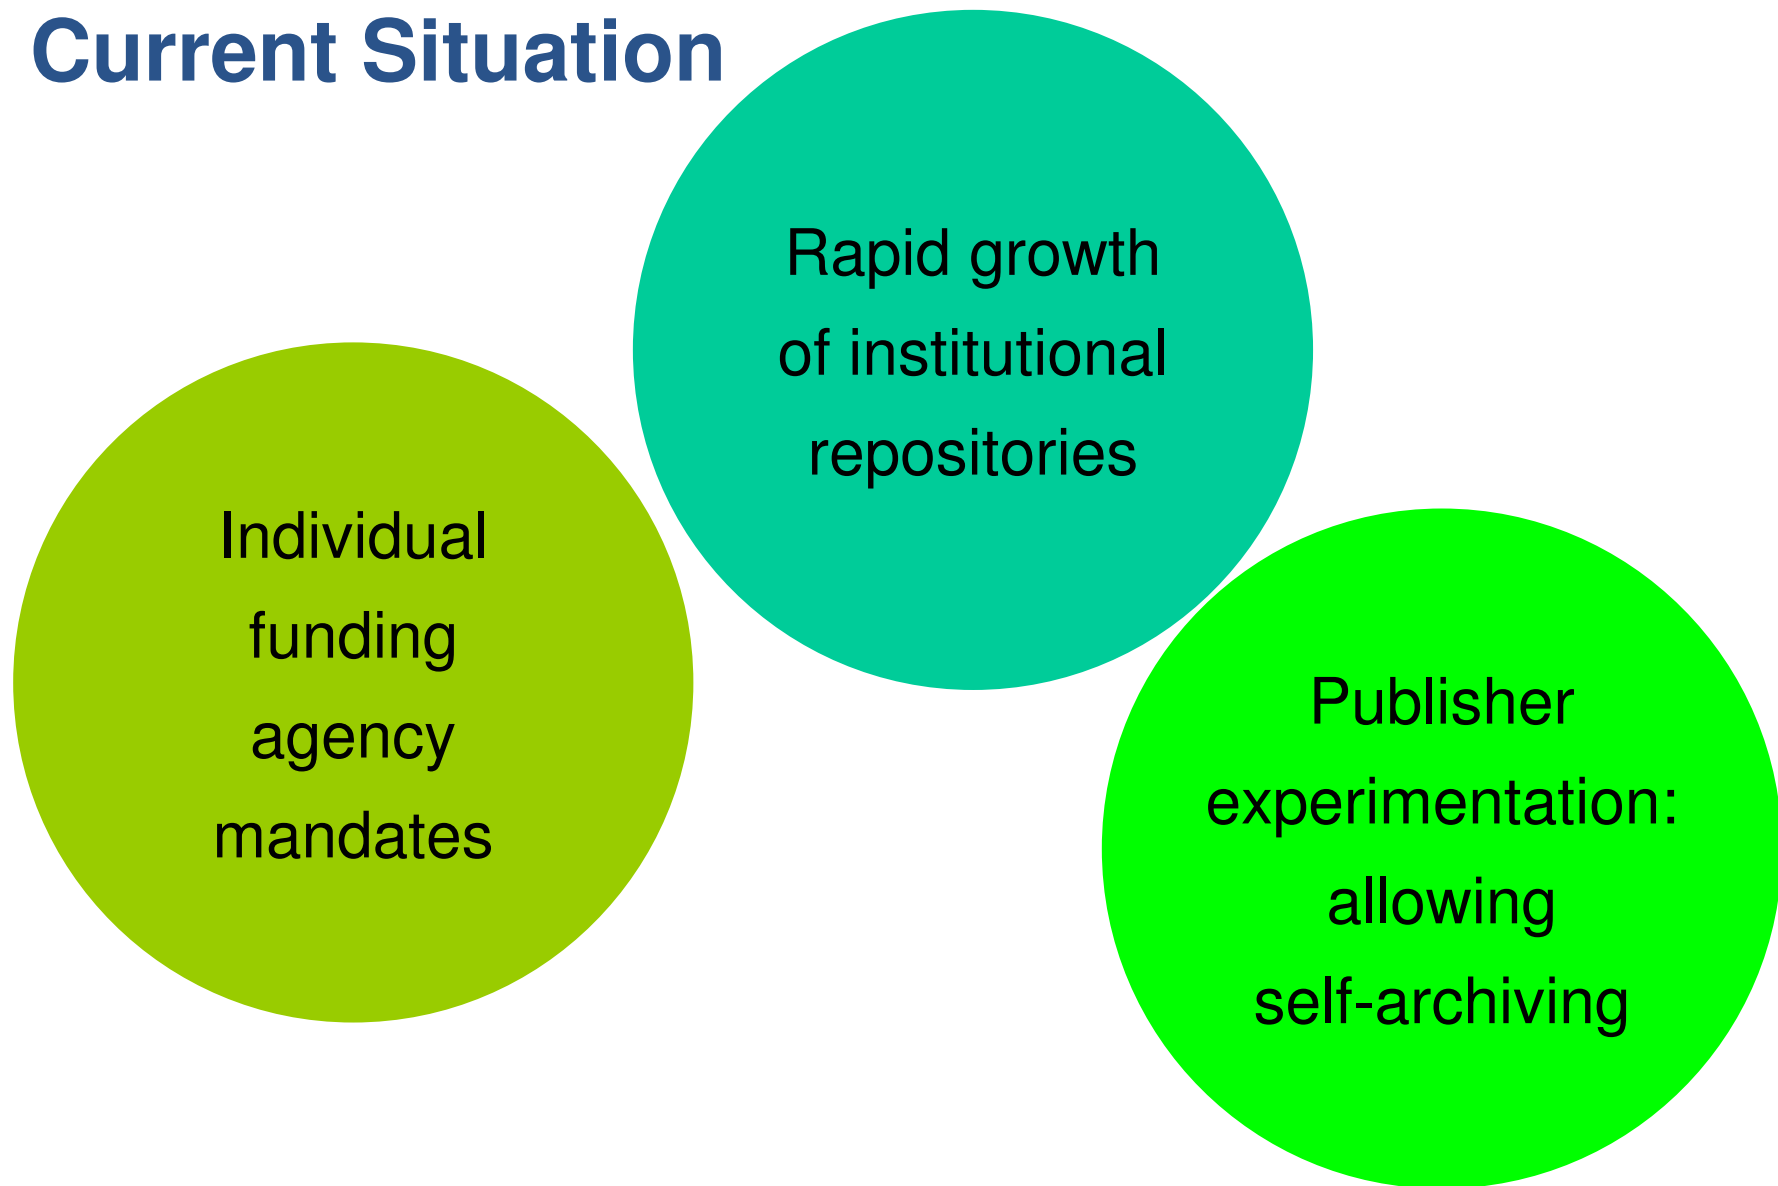 Current Situation
Rapid growth
of institutional
repositories
Individual
funding
agency
mandates
Publisher
experimentation:
allowing
self-archiving